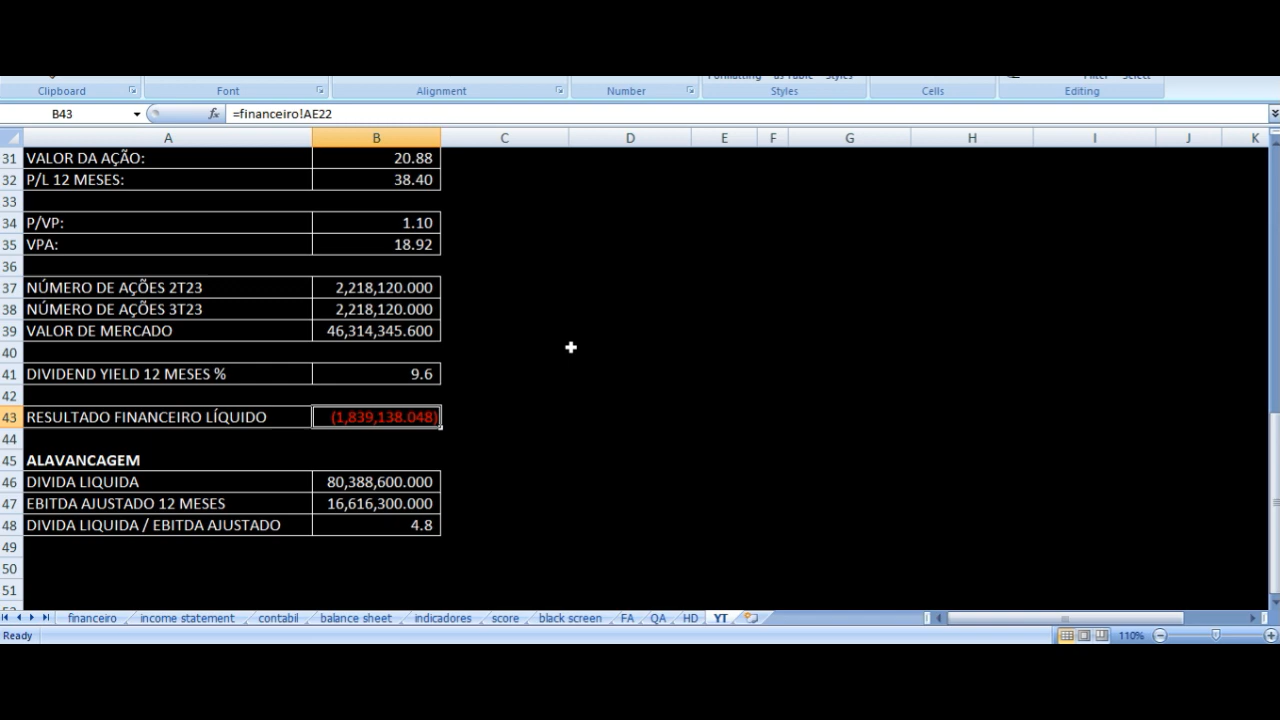 Clipboard Font Alignment Number Styles Cells Editing
B43 fx =financeiro!AE22
A B C D E F G H I J K
31 VALOR DA AÇÃO: 20.88
32 P/L 12 MESES: 38.40
33
34 P/VP: 1.10
35 VPA: 18.92
36
37 NÚMERO DE AÇÕES 2T23 2,218,120.000
38 NÚMERO DE AÇÕES 3T23 2,218,120.000
39 VALOR DE MERCADO 46,314,345.600
40
41 DIVIDEND YIELD 12 MESES % 9.6
42
43 RESULTADO FINANCEIRO LÍQUIDO (1,839,138.048)
44
45 ALAVANCAGEM
46 DIVIDA LIQUIDA 80,388,600.000
47 EBITDA AJUSTADO 12 MESES 16,616,300.000
48 DIVIDA LIQUIDA / EBITDA AJUSTADO 4.8
49
50
51
financeiro income statement contabil balance sheet indicadores score black screen FA QA HD YT
Ready 110%